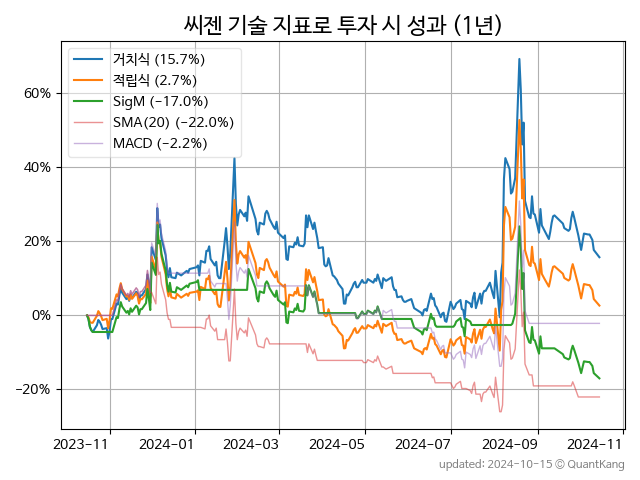 씨젠 기술 지표로 투자 시 성과 (1년)
거치식 (15.7%)
적립식 (2.7%)
SigM (−17.0%)
SMA(20) (−22.0%)
MACD (−2.2%)
60%
40%
20%
0%
−20%
2023-11 2024-01 2024-03 2024-05 2024-07 2024-09 2024-11
updated: 2024-10-15 © QuantKang